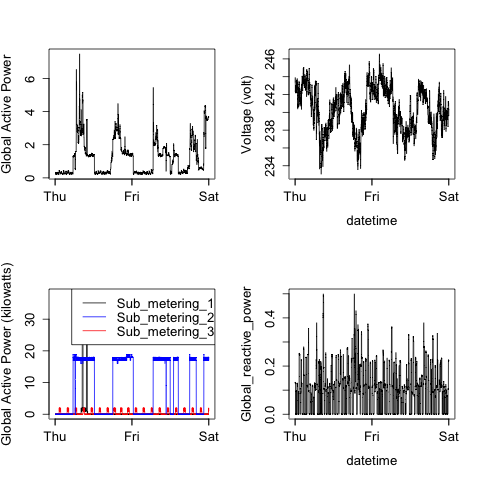 Global Active Power
0 2 4 6
Thu Fri Sat
Voltage (volt)
234 238 242 246
Thu Fri Sat
datetime
Global Active Power (kilowatts)
0 10 20 30
Sub_metering_1
Sub_metering_2
Sub_metering_3
Thu Fri Sat
Global_reactive_power
0.0 0.2 0.4
Thu Fri Sat
datetime